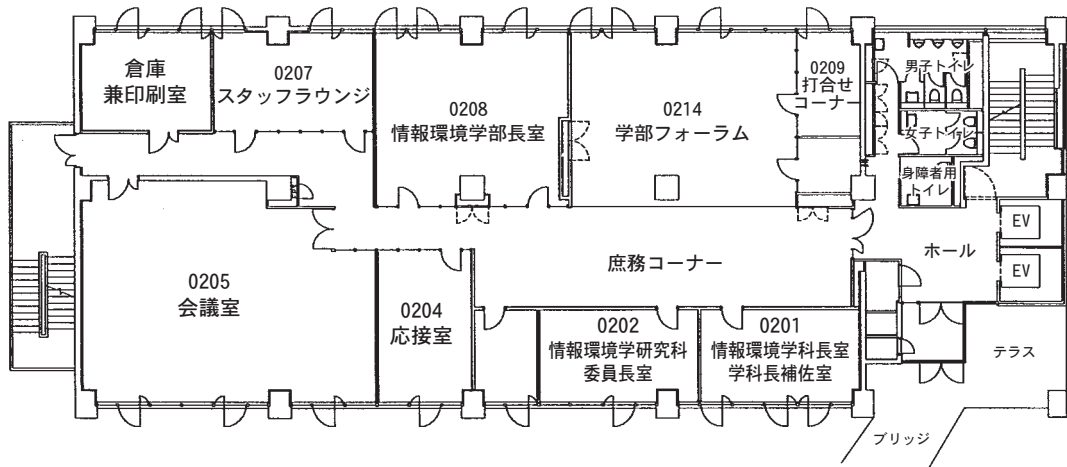 倉庫
兼印刷室
0207
スタッフラウンジ
0208
情報環境学部長室
0214
学部フォーラム
0209
打合せ
コーナー
男子トイレ
女子トイレ
身障者用
トイレ
EV
EV
ホール
庶務コーナー
0205
会議室
0204
応接室
0202
情報環境学研究科
委員長室
0201
情報環境学科長室
学科長補佐室
テラス
ブリッジ